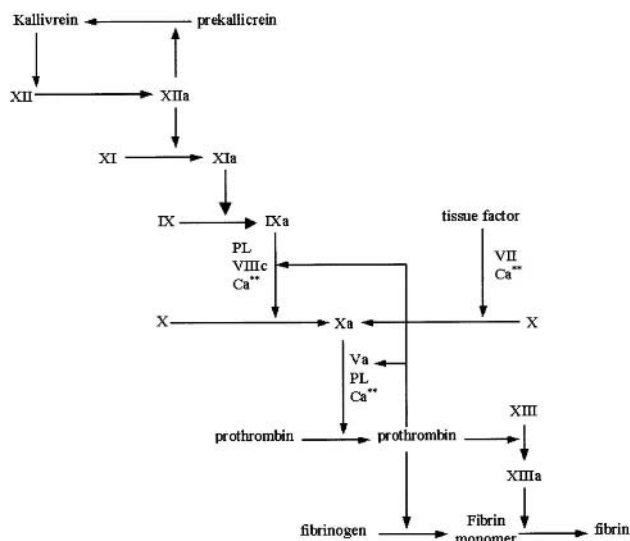 Kallivrein
prekallicrein
XII
XIIa
XI
XIa
IX
IXa
tissue factor
PL
VIIIc
Ca**
VII
Ca**
X
Xa
X
Va
PL
Ca**
XIII
prothrombin
prothrombin
XIIIa
fibrinogen
Fibrin
monomer
fibrin